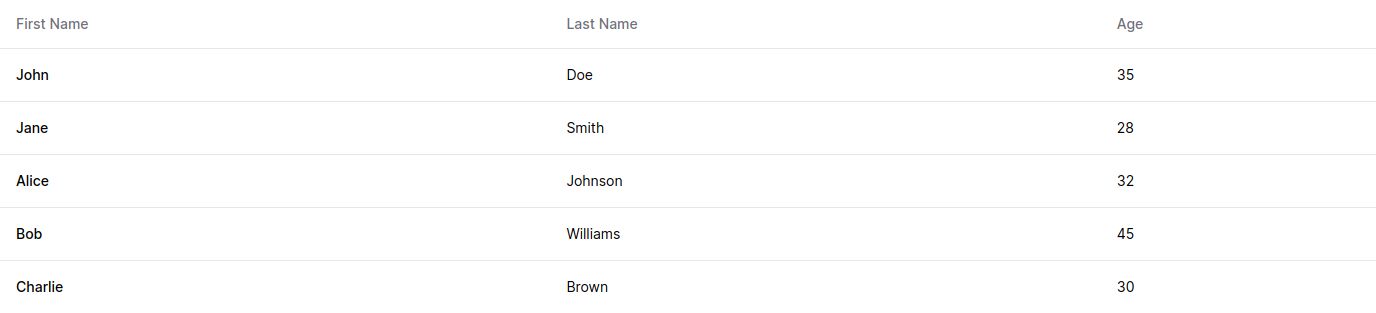 First Name Last Name Age
John Doe 35
Jane Smith 28
Alice Johnson 32
Bob Williams 45
Charlie Brown 30